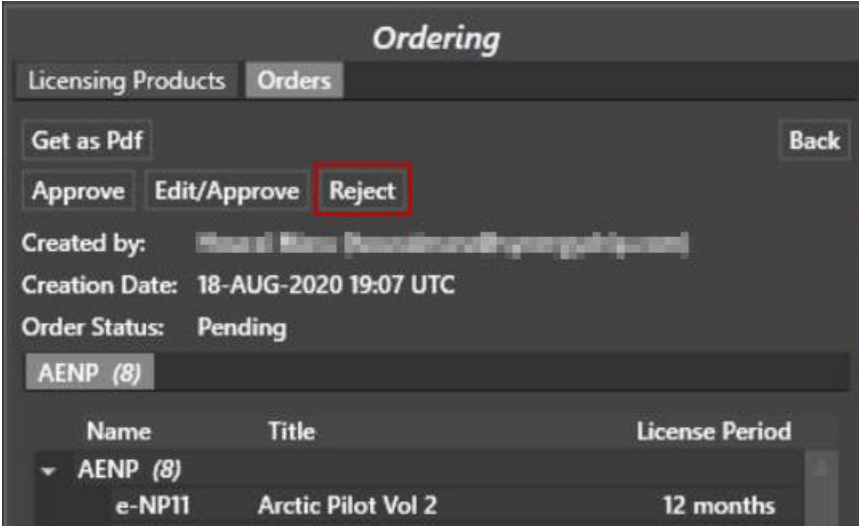 Ordering
Licensing Products Orders
Get as Pdf Back
Approve Edit/Approve Reject
Created by:
Creation Date: 18-AUG-2020 19:07 UTC
Order Status: Pending
AENP (8)
Name Title License Period
AENP (8)
e-NP11 Arctic Pilot Vol 2 12 months